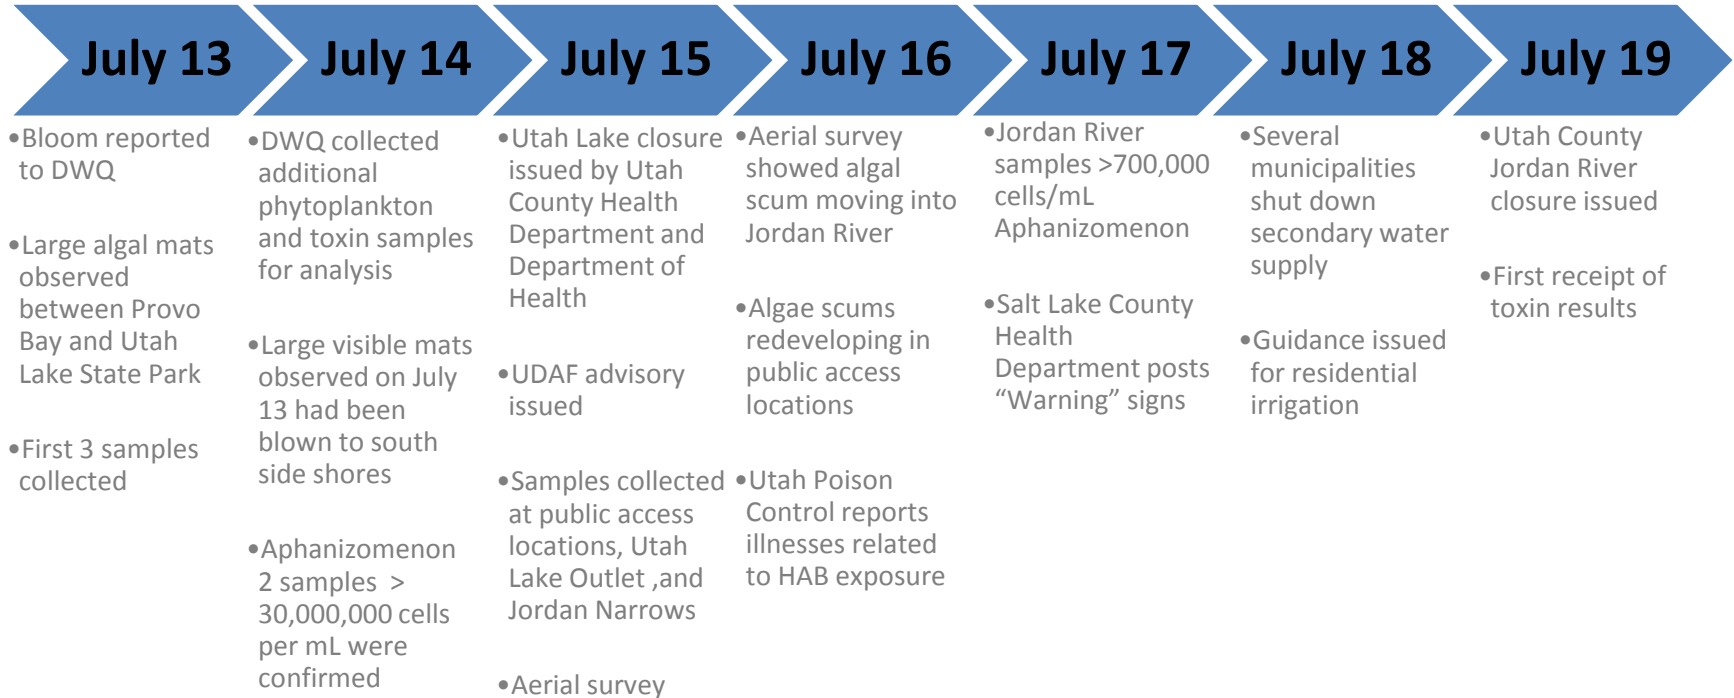 July 13
July 14
July 15
July 16
July 17
July 18
July 19
•Bloom reported
to DWQ
•Large algal mats
observed
between Provo
Bay and Utah
Lake State Park
•First 3 samples
collected
•DWQ collected
additional
phytoplankton
and toxin samples
for analysis
•Large visible mats
observed on July
13 had been
blown to south
side shores
•Aphanizomenon
2 samples >
30,000,000 cells
per mL were
confirmed
•Utah Lake closure
issued by Utah
County Health
Department and
Department of
Health
•UDAF advisory
issued
•Samples collected
at public access
locations, Utah
Lake Outlet ,and
Jordan Narrows
•Aerial survey
•Aerial survey
showed algal
scum moving into
Jordan River
•Algae scums
redeveloping in
public access
locations
•Utah Poison
Control reports
illnesses related
to HAB exposure
•Jordan River
samples >700,000
cells/mL
Aphanizomenon
•Salt Lake County
Health
Department posts
“Warning” signs
•Several
municipalities
shut down
secondary water
supply
•Guidance issued
for residential
irrigation
•Utah County
Jordan River
closure issued
•First receipt of
toxin results